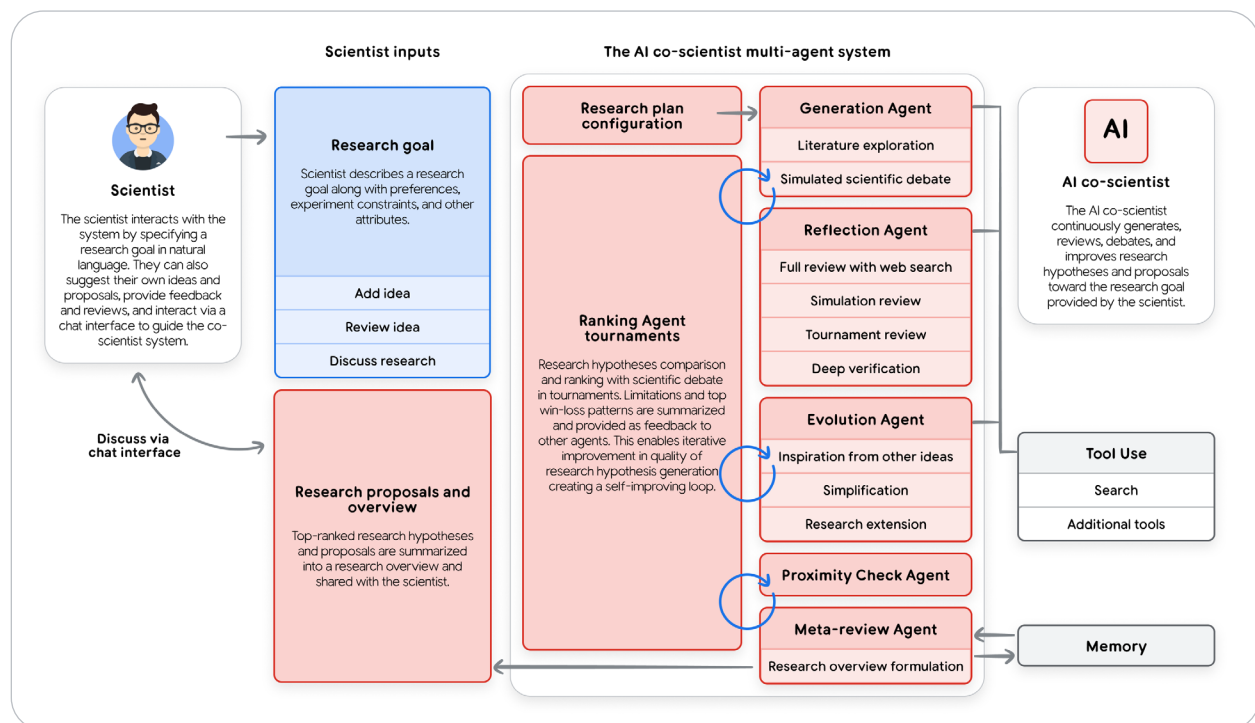 Scientist inputs
The AI co-scientist multi-agent system
Scientist
The scientist interacts with the
system by specifying a
research goal in natural
language. They can also
suggest their own ideas and
proposals, provide feedback
and reviews, and interact via a
chat interface to guide the co-
scientist system.
Discuss via
chat interface
Research goal
Scientist describes a research
goal along with preferences,
experiment constraints, and other
attributes.
Add idea
Review idea
Discuss research
Research proposals and
overview
Top-ranked research hypotheses
and proposals are summarized
into a research overview and
shared with the scientist.
Research plan
configuration
Ranking Agent
tournaments
Research hypotheses comparison
and ranking with scientific debate
in tournaments. Limitations and top
win-loss patterns are summarized
and provided as feedback to
other agents. This enables iterative
improvement in quality of
research hypothesis generation
creating a self-improving loop.
Generation Agent
Literature exploration
Simulated scientific debate
Reflection Agent
Full review with web search
Simulation review
Tournament review
Deep verification
Evolution Agent
Inspiration from other ideas
Simplification
Research extension
Proximity Check Agent
Meta-review Agent
Research overview formulation
AI
AI co-scientist
The AI co-scientist
continuously generates,
reviews, debates, and
improves research
hypotheses and proposals
toward the research goal
provided by the scientist.
Tool Use
Search
Additional tools
Memory